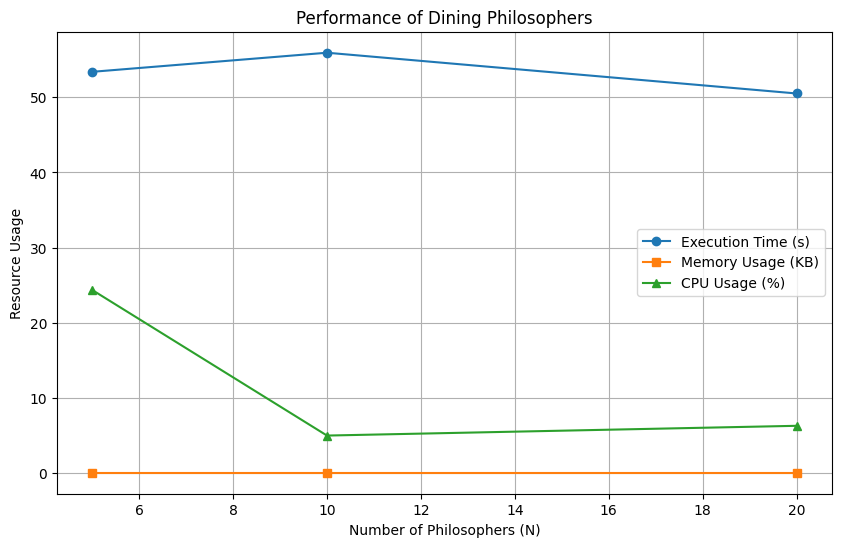 Performance of Dining Philosophers
50
40
30
20
10
0
Resource Usage
Execution Time (s)
Memory Usage (KB)
CPU Usage (%)
6 8 10 12 14 16 18 20
Number of Philosophers (N)